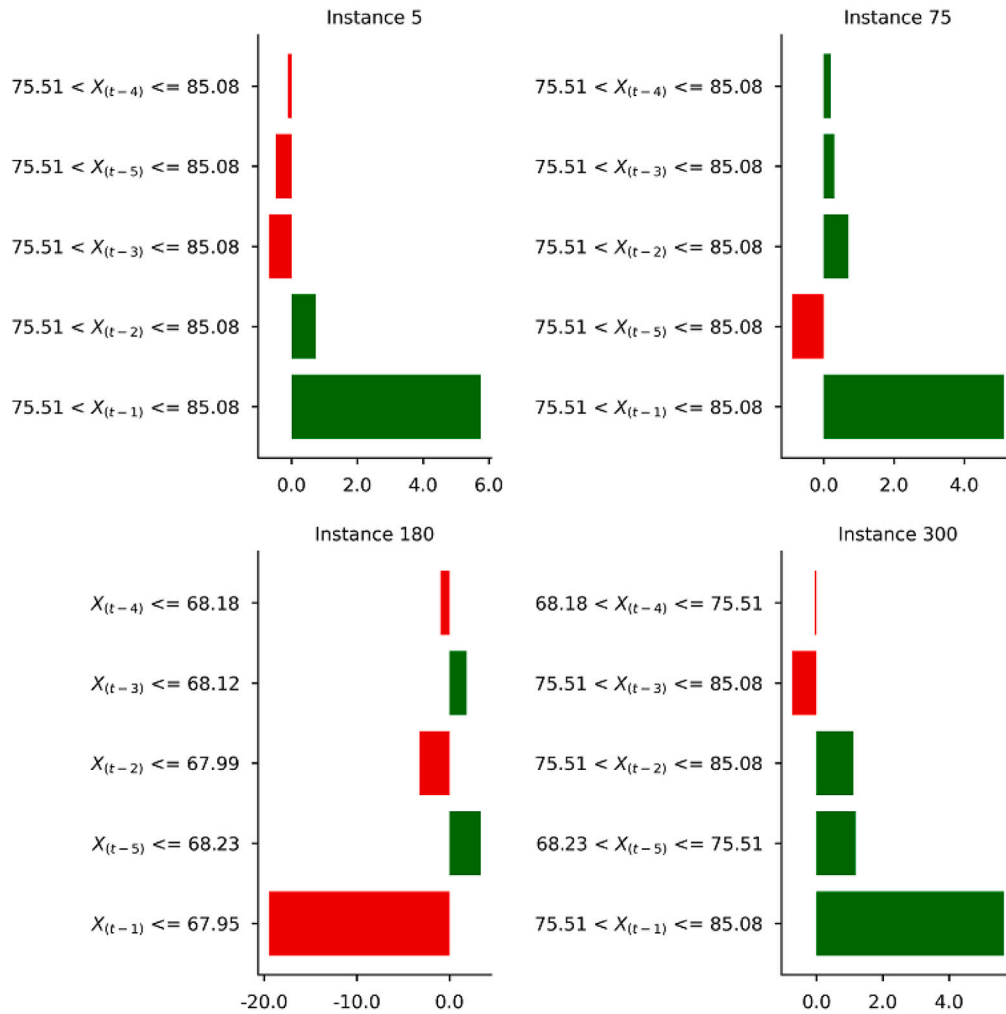 Instance 5
75.51 < X(t−4) <= 85.08
75.51 < X(t−5) <= 85.08
75.51 < X(t−3) <= 85.08
75.51 < X(t−2) <= 85.08
75.51 < X(t−1) <= 85.08
0.0 2.0 4.0 6.0
Instance 75
75.51 < X(t−4) <= 85.08
75.51 < X(t−3) <= 85.08
75.51 < X(t−2) <= 85.08
75.51 < X(t−5) <= 85.08
75.51 < X(t−1) <= 85.08
0.0 2.0 4.0
Instance 180
X(t−4) <= 68.18
X(t−3) <= 68.12
X(t−2) <= 67.99
X(t−5) <= 68.23
X(t−1) <= 67.95
-20.0 -10.0 0.0
Instance 300
68.18 < X(t−4) <= 75.51
75.51 < X(t−3) <= 85.08
75.51 < X(t−2) <= 85.08
68.23 < X(t−5) <= 75.51
75.51 < X(t−1) <= 85.08
0.0 2.0 4.0